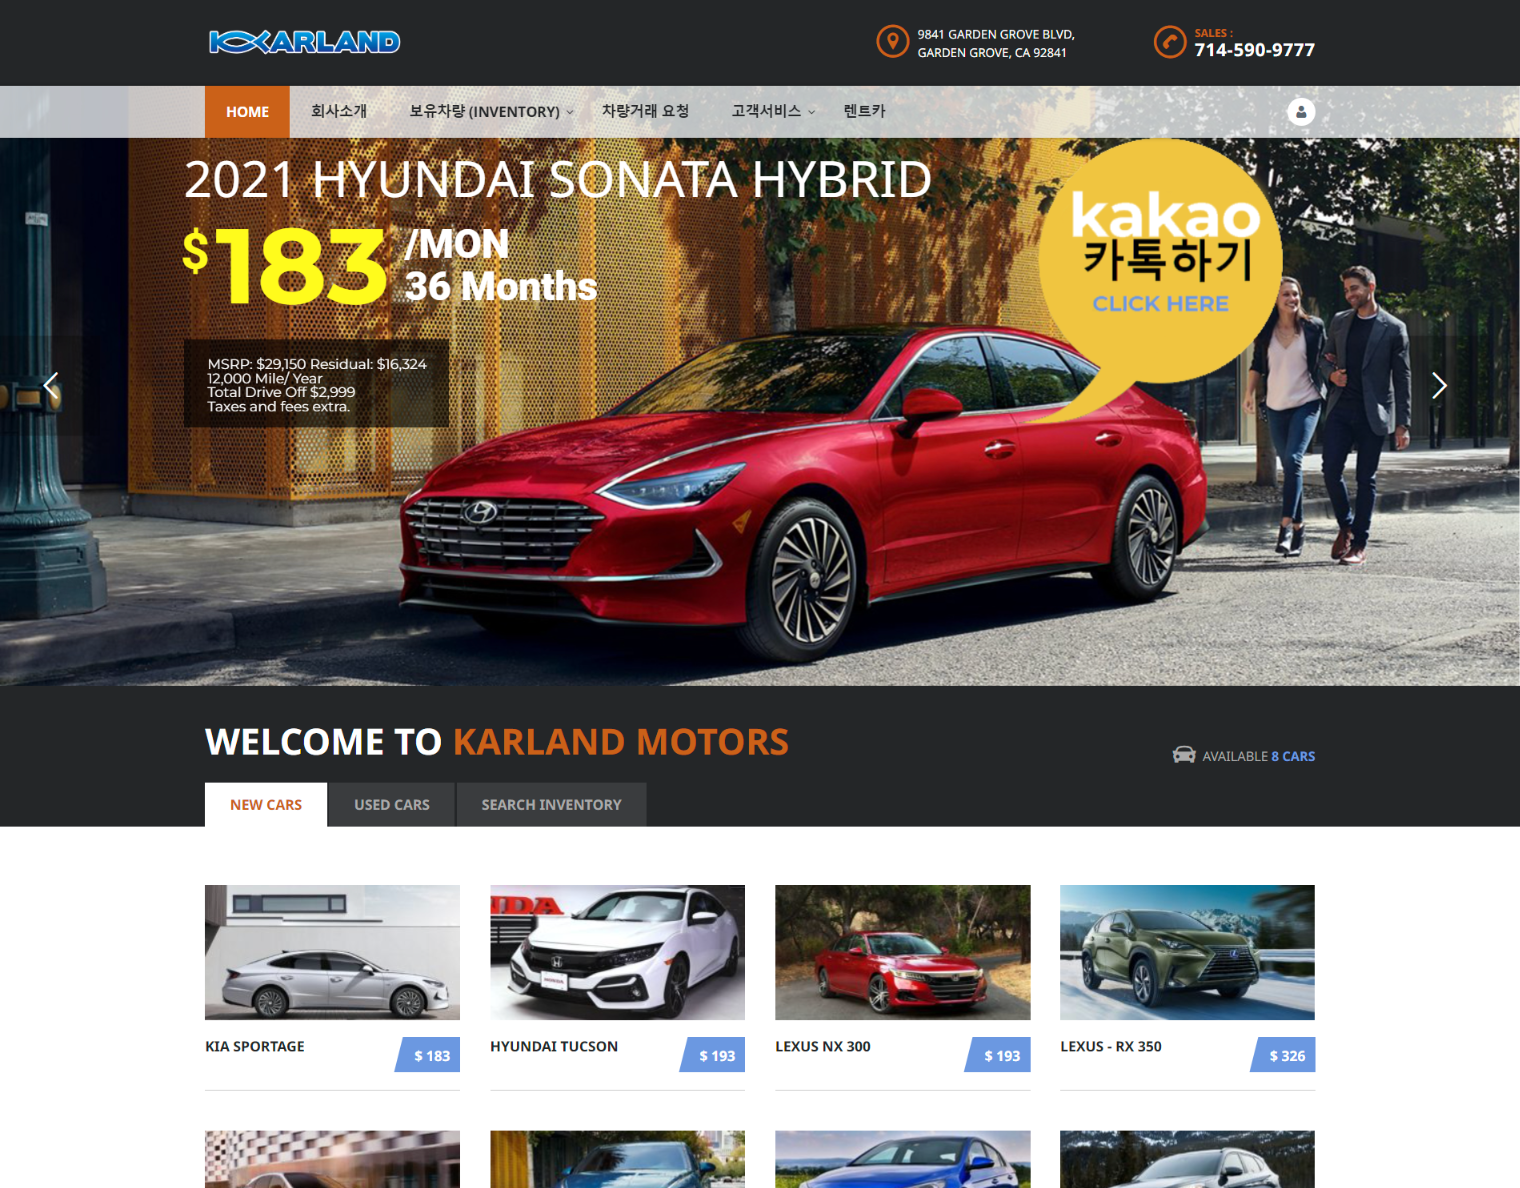 KARLAND
9841 GARDEN GROVE BLVD,
GARDEN GROVE, CA 92841
SALES :
714-590-9777
HOME
회사소개
보유차량 (INVENTORY)
차량거래 요청
고객서비스
렌트카
2021 HYUNDAI SONATA HYBRID
$183 /MON
36 Months
MSRP: $29,150 Residual: $16,324
12,000 Mile/ Year
Total Drive Off $2,999
Taxes and fees extra.
kakao
카톡하기
CLICK HERE
WELCOME TO KARLAND MOTORS
AVAILABLE 8 CARS
NEW CARS
USED CARS
SEARCH INVENTORY
KIA SPORTAGE
$ 183
HYUNDAI TUCSON
$ 193
LEXUS NX 300
$ 193
LEXUS - RX 350
$ 326